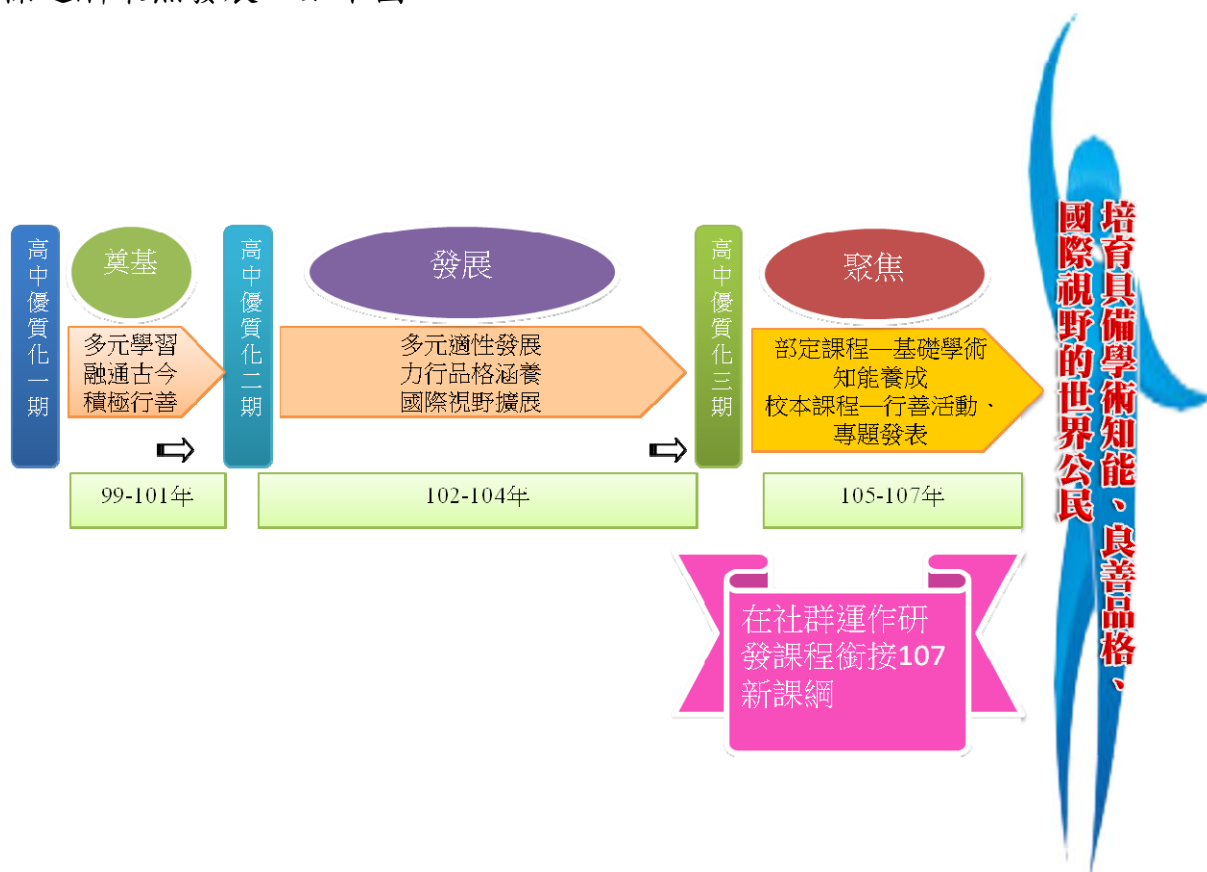 高中優質化一期
奠基
多元學習
融通古今
積極行善
99-101年
高中優質化二期
發展
多元適性發展
力行品格涵養
國際視野擴展
102-104年
高中優質化三期
聚焦
部定課程—基礎學術
知能養成
校本課程—行善活動、
專題發表
105-107年
在社群運作研
發課程銜接107
新課綱
培育具備學術知能、良善品格、
國際視野的世界公民